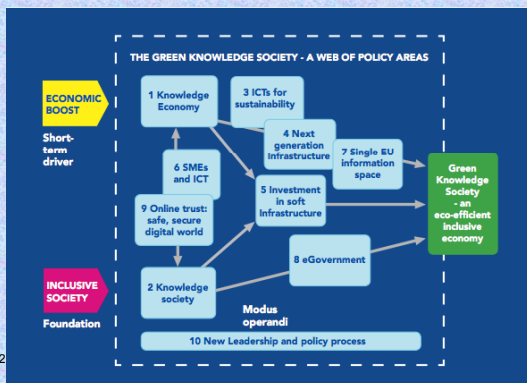 THE GREEN KNOWLEDGE SOCIETY - A WEB OF POLICY AREAS
ECONOMIC
BOOST
Short-
term
driver
1 Knowledge
Economy
3 ICTs for
sustainability
4 Next
generation
Infrastructure
7 Single EU
information
space
6 SMEs
and ICT
5 Investment
in soft
Infrastructure
9 Online trust:
safe, secure
digital world
Green
Knowledge
Society
- an
eco-efficient
inclusive
economy
8 eGovernment
INCLUSIVE
SOCIETY
Foundation
2 Knowledge
society
Modus
operandi
10 New Leadership and policy process
2